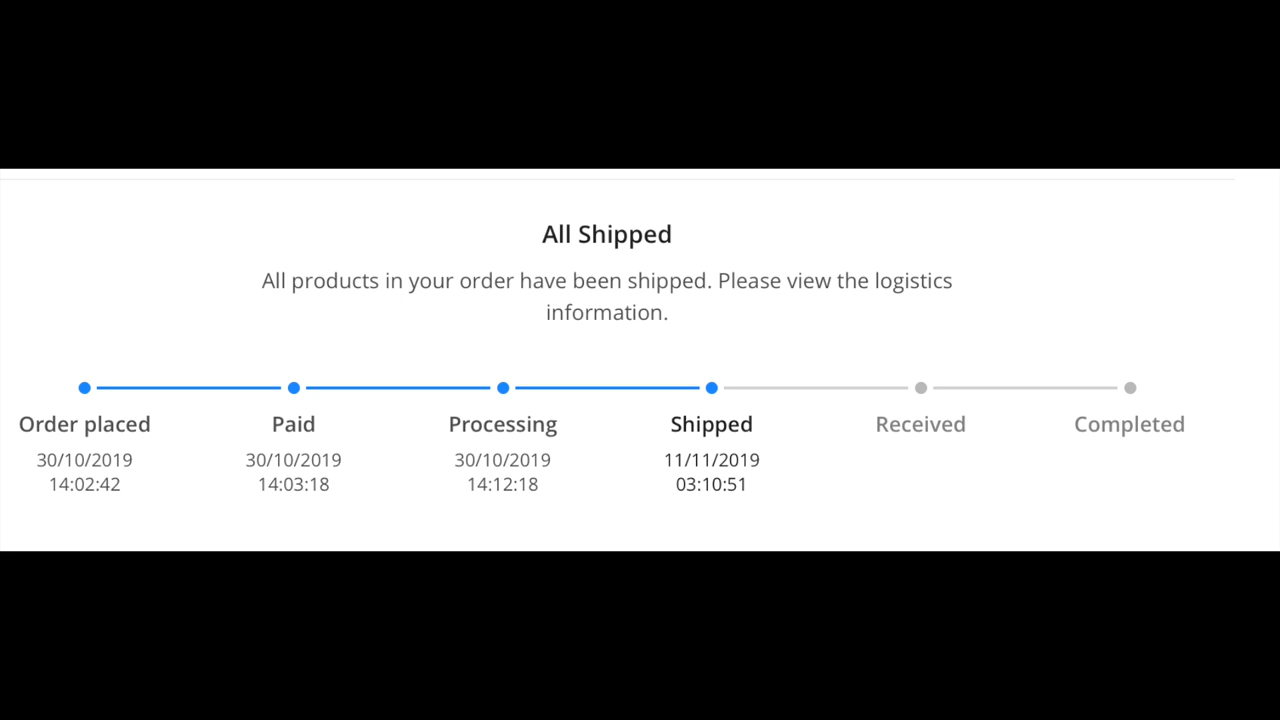 All Shipped
All products in your order have been shipped. Please view the logistics
information.
Order placed
30/10/2019
14:02:42
Paid
30/10/2019
14:03:18
Processing
30/10/2019
14:12:18
Shipped
11/11/2019
03:10:51
Received
Completed